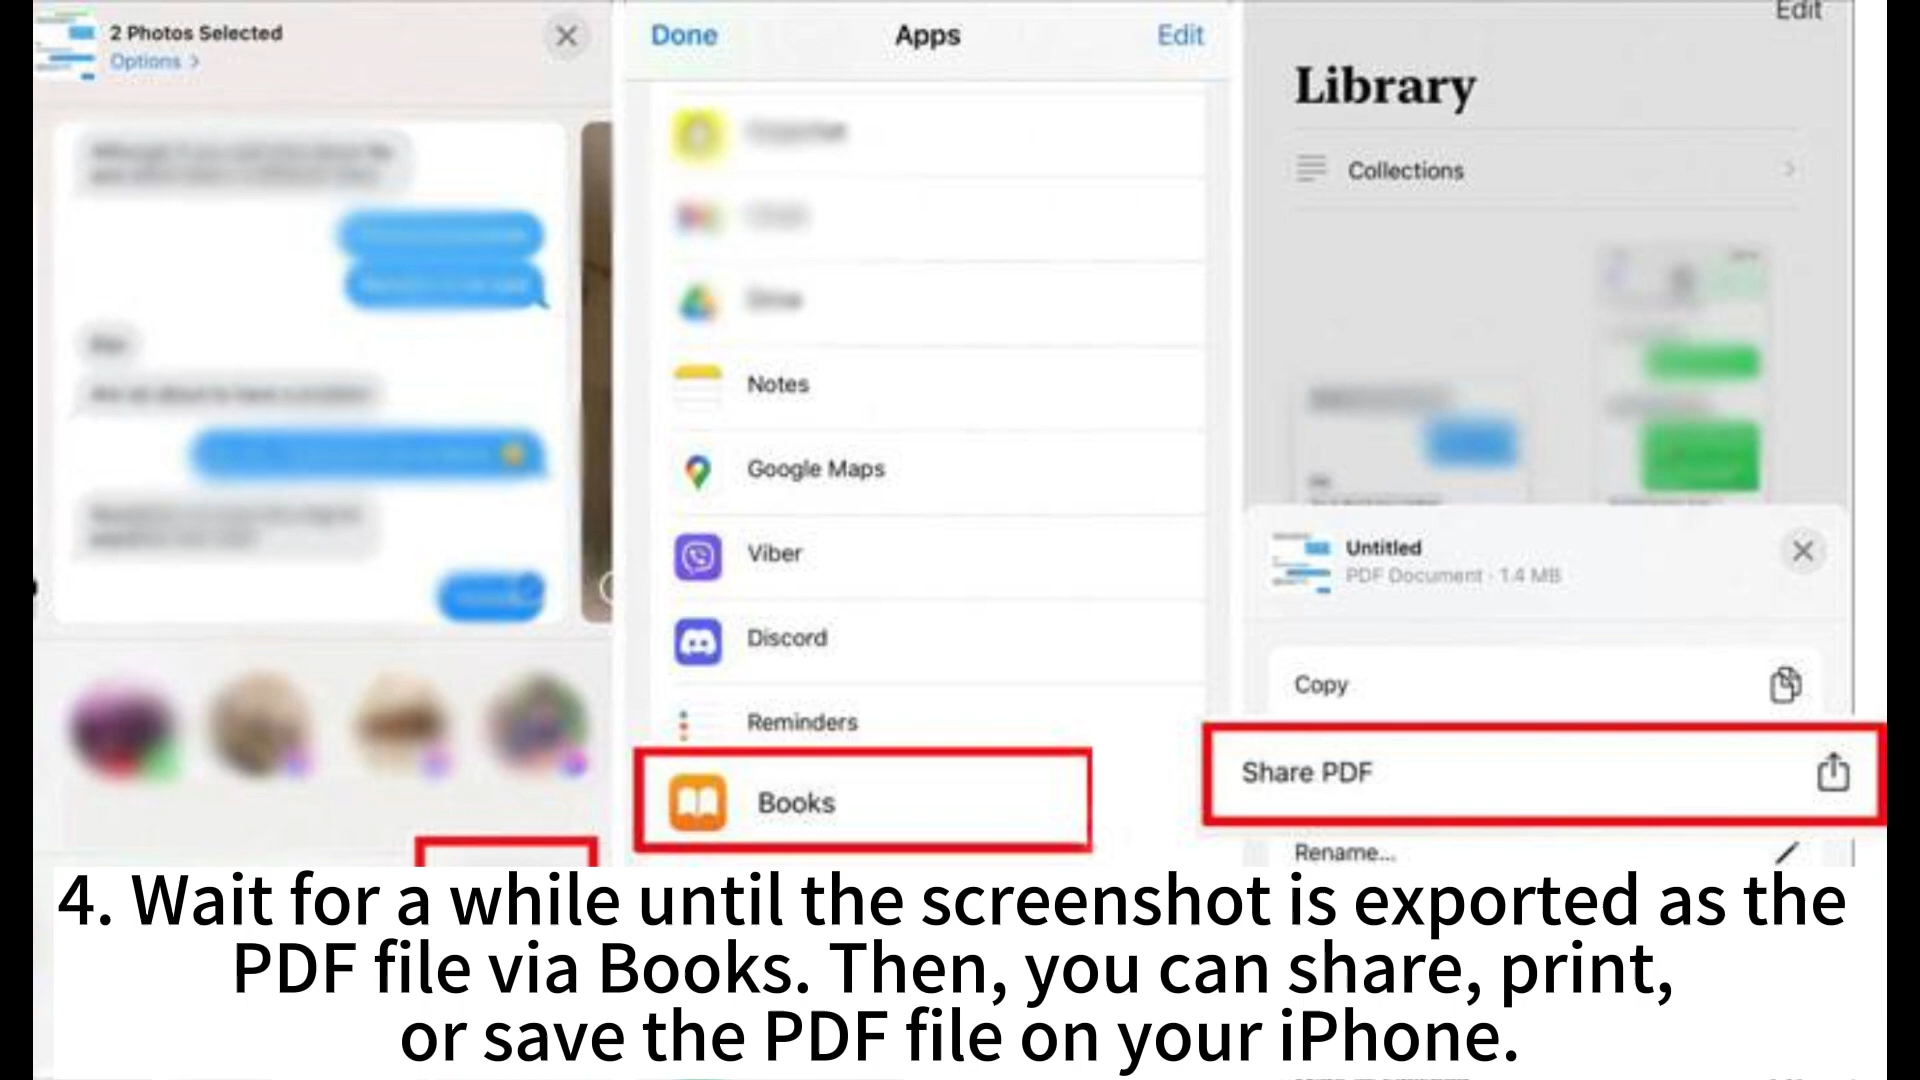 2 Photos Selected
Options >
Done
Apps
Edit
Drive
Notes
Google Maps
Viber
Discord
Reminders
Books
Edit
Library
Collections
Untitled
PDF Document · 1.4 MB
Copy
Share PDF
Rename...
4. Wait for a while until the screenshot is exported as the
PDF file via Books. Then, you can share, print,
or save the PDF file on your iPhone.